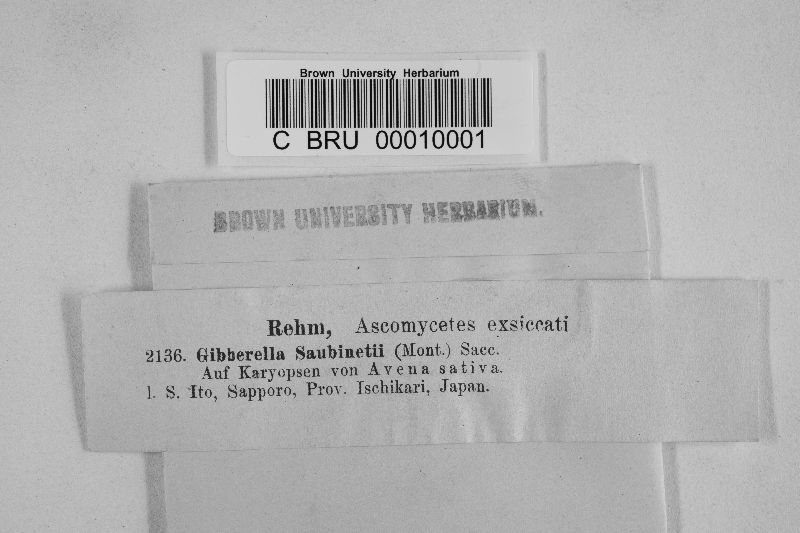 Brown University Herbarium
C BRU 00010001
BROWN UNIVERSITY HERBARIUM.
Rehm, Ascomycetes exsiccati
2136. Gibberella Saubinetii (Mont.) Sacc.
Auf Karyopsen von Avena sativa.
l. S. Ito, Sapporo, Prov. Ischikari, Japan.